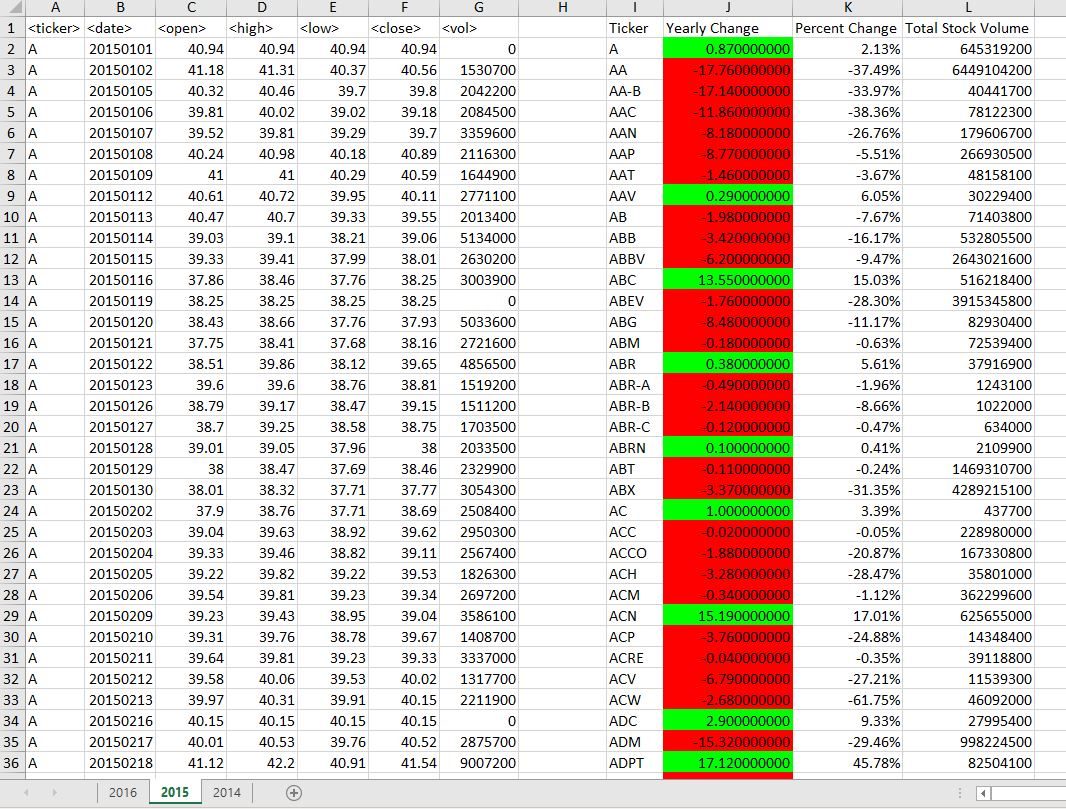 A B C D E F G H I J K L
1 <ticker> <date> <open> <high> <low> <close> <vol> Ticker Yearly Change Percent Change Total Stock Volume
2 A 20150101 40.94 40.94 40.94 40.94 0 A 0.870000000 2.13% 645319200
3 A 20150102 41.18 41.31 40.37 40.56 1530700 AA -17.760000000 -37.49% 6449104200
4 A 20150105 40.32 40.46 39.7 39.8 2042200 AA-B -17.140000000 -33.97% 40441700
5 A 20150106 39.81 40.02 39.02 39.18 2084500 AAC -11.860000000 -38.36% 78122300
6 A 20150107 39.52 39.81 39.29 39.7 3359600 AAN -8.180000000 -26.76% 179606700
7 A 20150108 40.24 40.98 40.18 40.89 2116300 AAP -8.770000000 -5.51% 266930500
8 A 20150109 41 41 40.29 40.59 1644900 AAT -1.460000000 -3.67% 48158100
9 A 20150112 40.61 40.72 39.95 40.11 2771100 AAV 0.290000000 6.05% 30229400
10 A 20150113 40.47 40.7 39.33 39.55 2013400 AB -1.980000000 -7.67% 71403800
11 A 20150114 39.03 39.1 38.21 39.06 5134000 ABB -3.420000000 -16.17% 532805500
12 A 20150115 39.33 39.41 37.99 38.01 2630200 ABBV -6.200000000 -9.47% 2643021600
13 A 20150116 37.86 38.46 37.76 38.25 3003900 ABC 13.550000000 15.03% 516218400
14 A 20150119 38.25 38.25 38.25 38.25 0 ABEV -1.760000000 -28.30% 3915345800
15 A 20150120 38.43 38.66 37.76 37.93 5033600 ABG -8.480000000 -11.17% 82930400
16 A 20150121 37.75 38.41 37.68 38.16 2721600 ABM -0.180000000 -0.63% 72539400
17 A 20150122 38.51 39.86 38.12 39.65 4856500 ABR 0.380000000 5.61% 37916900
18 A 20150123 39.6 39.6 38.76 38.81 1519200 ABR-A -0.490000000 -1.96% 1243100
19 A 20150126 38.79 39.17 38.47 39.15 1511200 ABR-B -2.140000000 -8.66% 1022000
20 A 20150127 38.7 39.25 38.58 38.75 1703500 ABR-C -0.120000000 -0.47% 634000
21 A 20150128 39.01 39.05 37.96 38 2033500 ABRN 0.100000000 0.41% 2109900
22 A 20150129 38 38.47 37.69 38.46 2329900 ABT -0.110000000 -0.24% 1469310700
23 A 20150130 38.01 38.32 37.71 37.77 3054300 ABX -3.370000000 -31.35% 4289215100
24 A 20150202 37.9 38.76 37.71 38.69 2508400 AC 1.000000000 3.39% 437700
25 A 20150203 39.04 39.63 38.92 39.62 2950300 ACC -0.020000000 -0.05% 228980000
26 A 20150204 39.33 39.46 38.82 39.11 2567400 ACCO -1.880000000 -20.87% 167330800
27 A 20150205 39.22 39.82 39.22 39.53 1826300 ACH -3.280000000 -28.47% 35801000
28 A 20150206 39.54 39.81 39.23 39.34 2697200 ACM -0.340000000 -1.12% 362299600
29 A 20150209 39.23 39.43 38.95 39.04 3586100 ACN 15.190000000 17.01% 625655000
30 A 20150210 39.31 39.76 38.78 39.67 1408700 ACP -3.760000000 -24.88% 14348400
31 A 20150211 39.64 39.81 39.23 39.33 3337000 ACRE -0.040000000 -0.35% 39118800
32 A 20150212 39.58 40.06 39.53 40.02 1317700 ACV -6.790000000 -27.21% 11539300
33 A 20150213 39.97 40.31 39.91 40.15 2211900 ACW -2.680000000 -61.75% 46092000
34 A 20150216 40.15 40.15 40.15 40.15 0 ADC 2.900000000 9.33% 27995400
35 A 20150217 40.01 40.53 39.76 40.52 2875700 ADM -15.320000000 -29.46% 998224500
36 A 20150218 41.12 42.2 40.91 41.54 9007200 ADPT 17.120000000 45.78% 82504100
2016 2015 2014